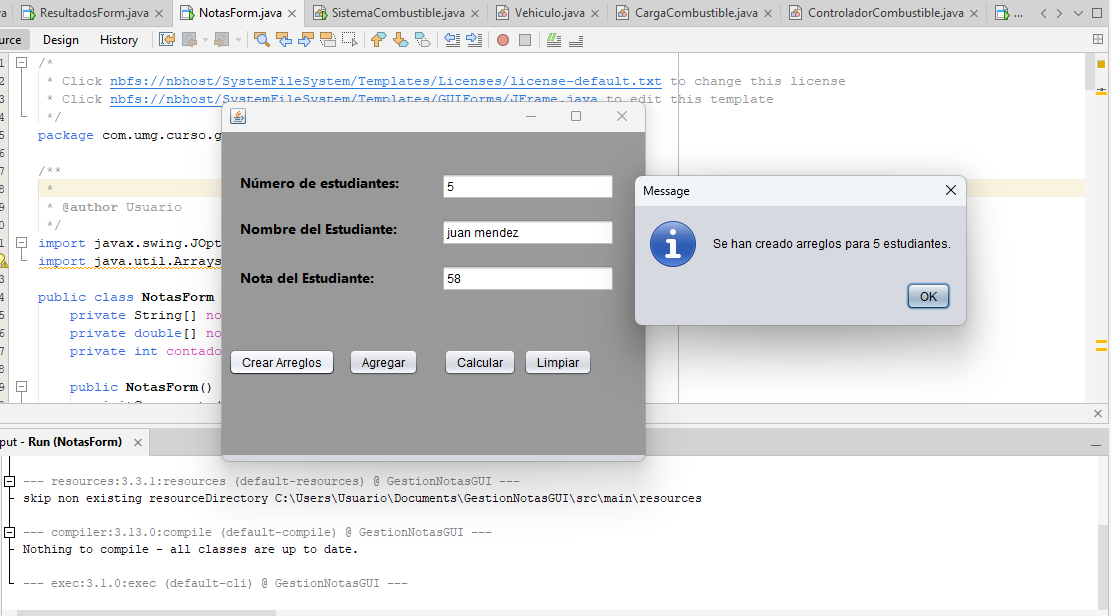 ResultadosForm.java × NotasForm.java × SistemaCombustible.java × Vehiculo.java × CargaCombustible.java × ControladorCombustible.java × ...
urce Design History
/*
* Click nbfs://nbhost/SystemFileSystem/Templates/Licenses/license-default.txt to change this license
* Click nbfs://nbhost/SystemFileSystem/Templates/GUIForms/JFrame.java to edit this template
*/
package com.umg.curso.g
/**
*
* @author Usuario
*/
import javax.swing.JOpt
import java.util.Arrays
public class NotasForm
private String[] no
private double[] no
private int contado
public NotasForm()
Número de estudiantes: 5
Nombre del Estudiante: juan mendez
Nota del Estudiante: 58
Crear Arreglos Agregar Calcular Limpiar
Message
Se han creado arreglos para 5 estudiantes.
OK
put - Run (NotasForm) ×
--- resources:3.3.1:resources (default-resources) @ GestionNotasGUI ---
skip non existing resourceDirectory C:\Users\Usuario\Documents\GestionNotasGUI\src\main\resources
--- compiler:3.13.0:compile (default-compile) @ GestionNotasGUI ---
Nothing to compile - all classes are up to date.
--- exec:3.1.0:exec (default-cli) @ GestionNotasGUI ---